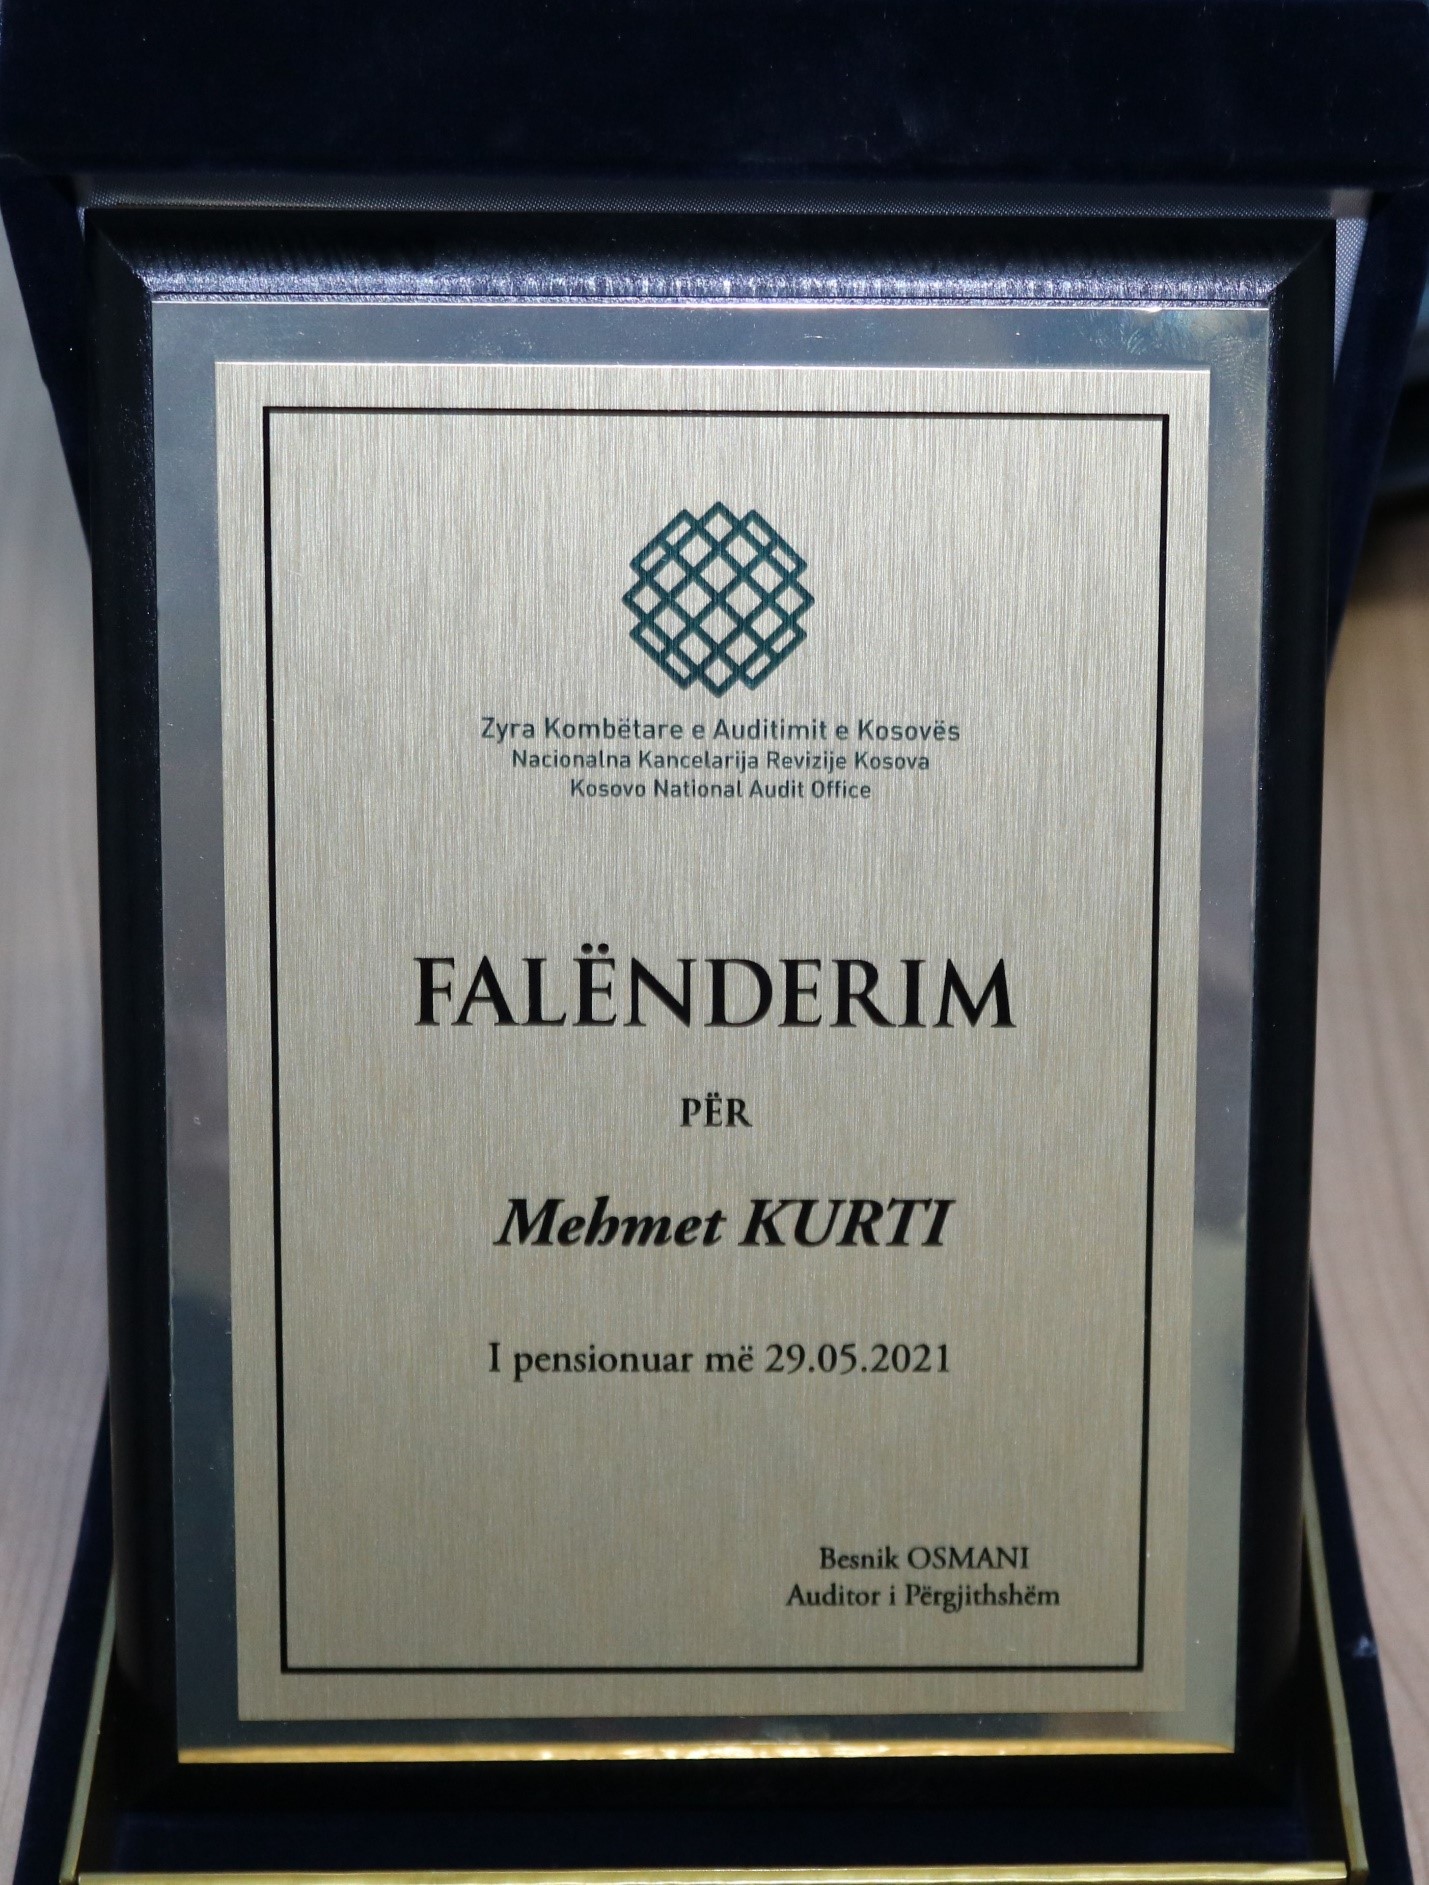 Zyra Kombëtare e Auditimit e Kosovës
Nacionalna Kancelarija Revizije Kosova
Kosovo National Audit Office
FALËNDERIM
PËR
Mehmet KURTI
I pensionuar më 29.05.2021
Besnik OSMANI
Auditor i Përgjithshëm